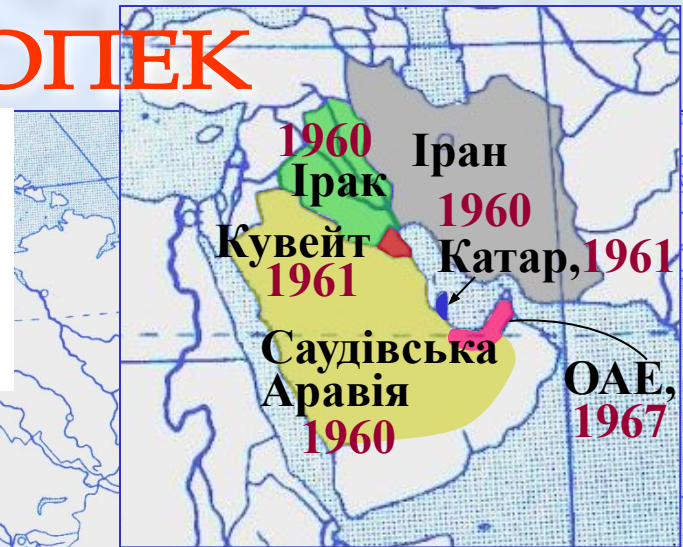 ОПЕК
1960
Ірак
Іран
1960
Кувейт
1961
Катар, 1961
Саудівська
Аравія
1960
ОАЕ,
1967